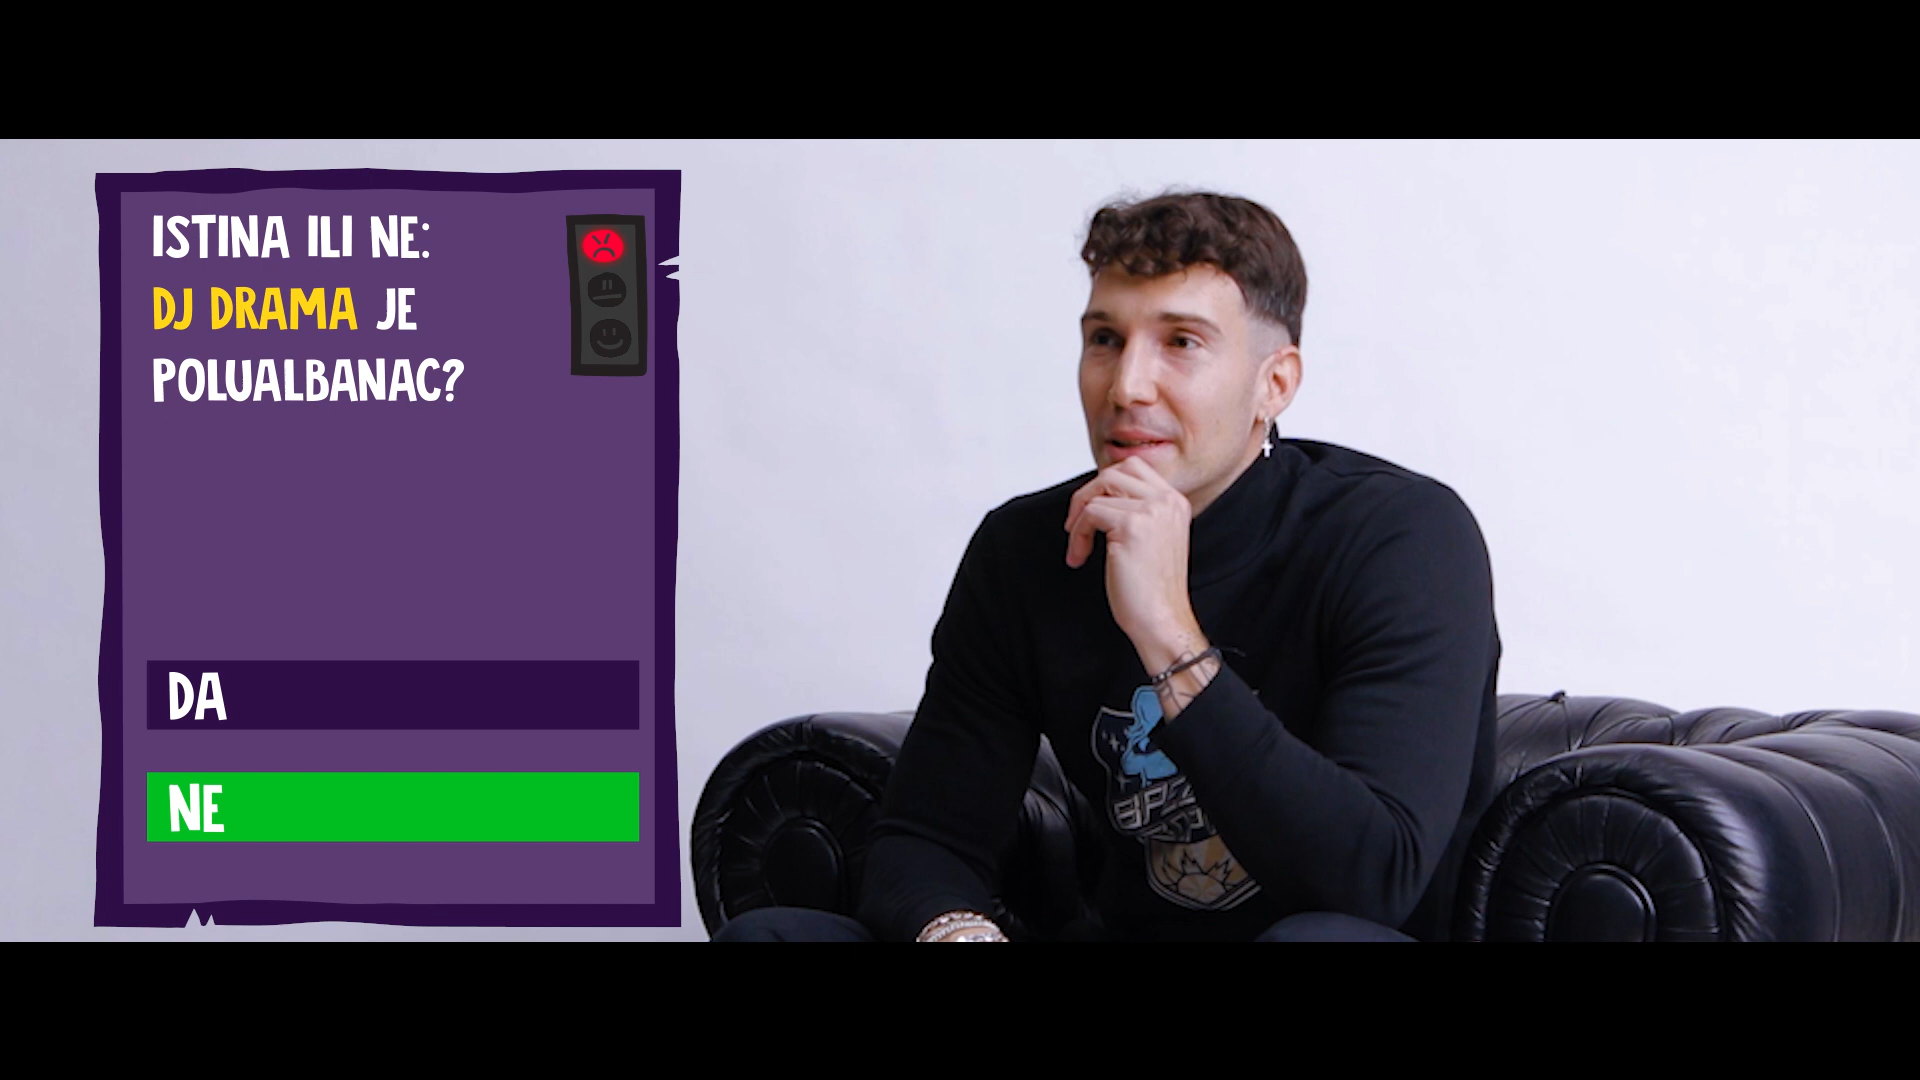 ISTINA ILI NE:
DJ DRAMA JE
POLUALBANAC?
DA
NE